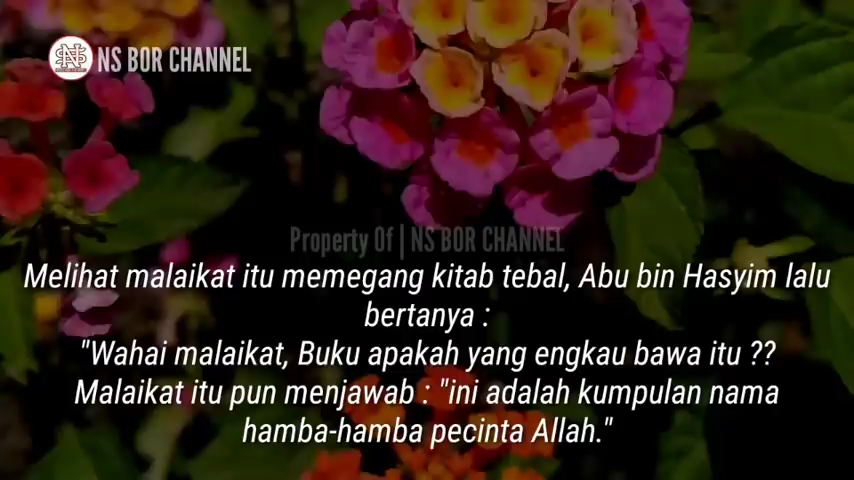 NS BOR CHANNEL
Property Of | NS BOR CHANNEL
Melihat malaikat itu memegang kitab tebal, Abu bin Hasyim lalu
bertanya :
"Wahai malaikat, Buku apakah yang engkau bawa itu ??
Malaikat itu pun menjawab : "ini adalah kumpulan nama
hamba-hamba pecinta Allah."